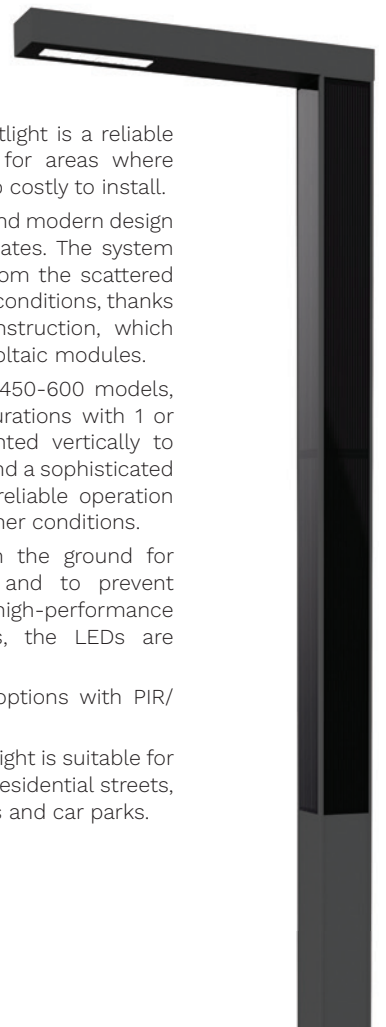 tlight is a reliable
for areas where
costly to install.
nd modern design
ates. The system
om the scattered
conditions, thanks
nstruction, which
oltaic modules.
450-600 models,
urations with 1 or
nted vertically to
nd a sophisticated
reliable operation
her conditions.
the ground for
and to prevent
high-performance
s, the LEDs are
options with PIR/
ight is suitable for
esidential streets,
s and car parks.